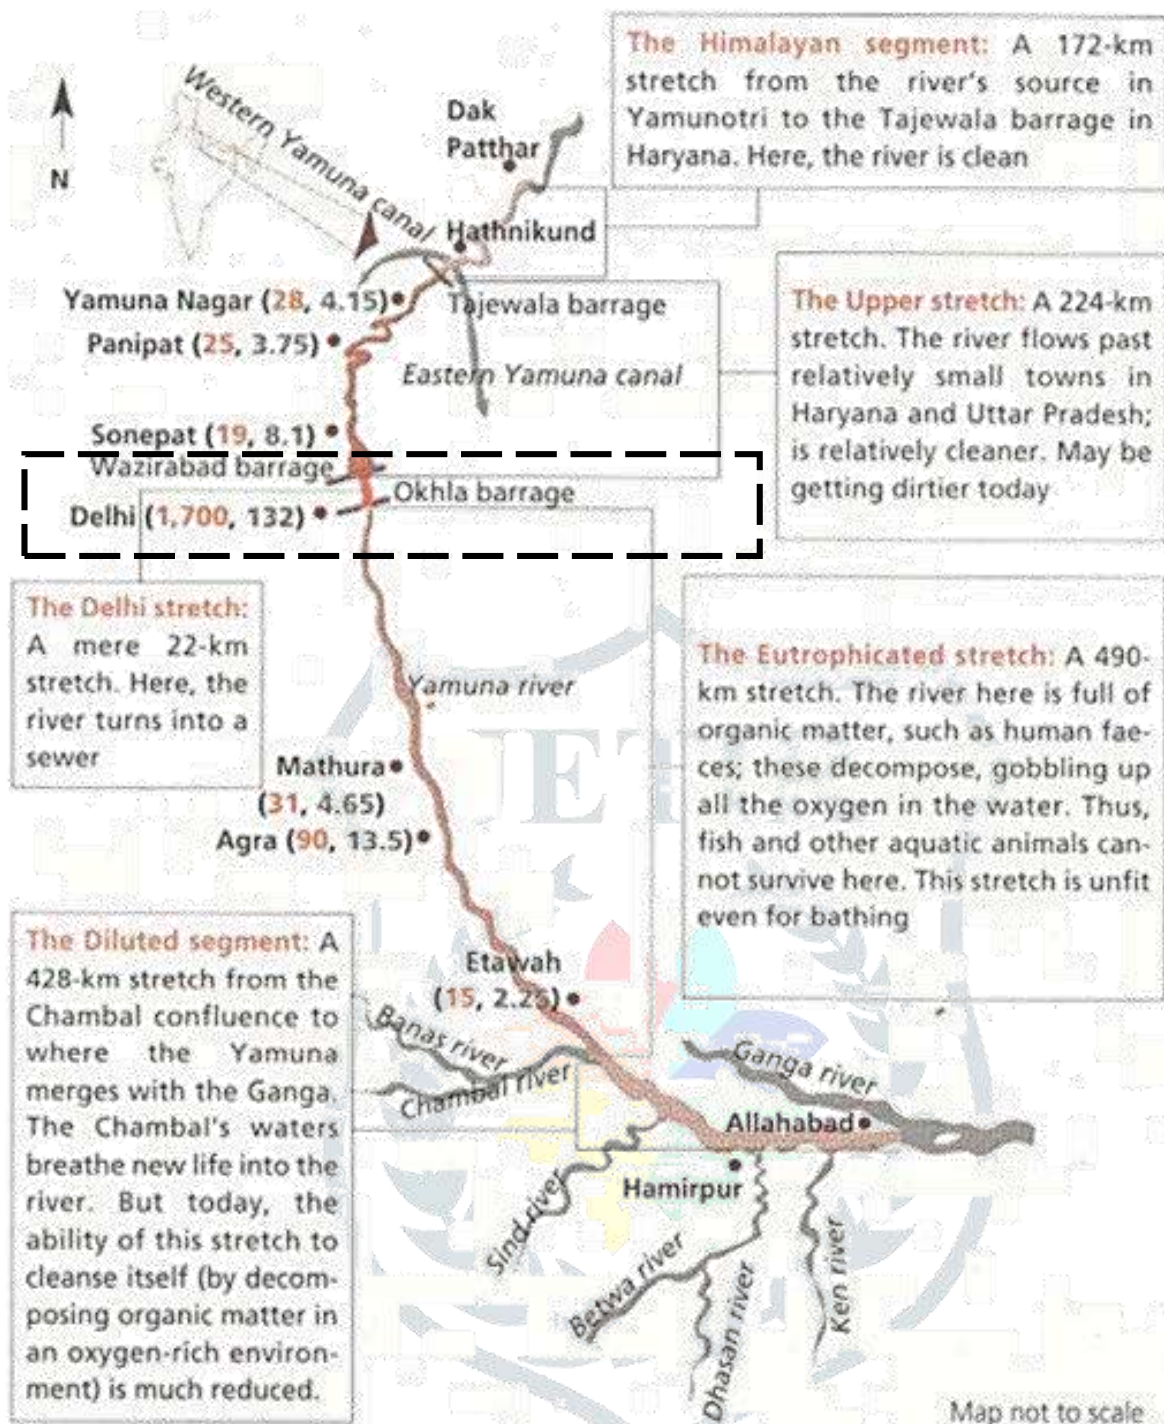 The Himalayan segment: A 172-km
stretch from the river's source in
Yamunotri to the Tajewala barrage in
Haryana. Here, the river is clean
N
Western Yamuna canal
Dak
Patthar
Hathnikund
Yamuna Nagar (28, 4.15)
Tajewala barrage
Panipat (25, 3.75)
Eastern Yamuna canal
The Upper stretch: A 224-km
stretch. The river flows past
relatively small towns in
Haryana and Uttar Pradesh;
is relatively cleaner. May be
getting dirtier today
Sonepat (19, 8.1)
Wazirabad barrage
Okhla barrage
Delhi (1,700, 132)
The Delhi stretch:
A mere 22-km
stretch. Here, the
river turns into a
sewer
Yamuna river
The Eutrophicated stretch: A 490-
km stretch. The river here is full of
organic matter, such as human fae-
ces; these decompose, gobbling up
all the oxygen in the water. Thus,
fish and other aquatic animals can-
not survive here. This stretch is unfit
even for bathing
Mathura
(31, 4.65)
Agra (90, 13.5)
The Diluted segment: A
428-km stretch from the
Chambal confluence to
where the Yamuna
merges with the Ganga.
The Chambal's waters
breathe new life into the
river. But today, the
ability of this stretch to
cleanse itself (by decom-
posing organic matter in
an oxygen-rich environ-
ment) is much reduced.
Etawah
(15, 2.25)
Banas river
Chambal river
Ganga river
Allahabad
Hamirpur
Sind river
Betwa river
Dhasan river
Ken river
Map not to scale